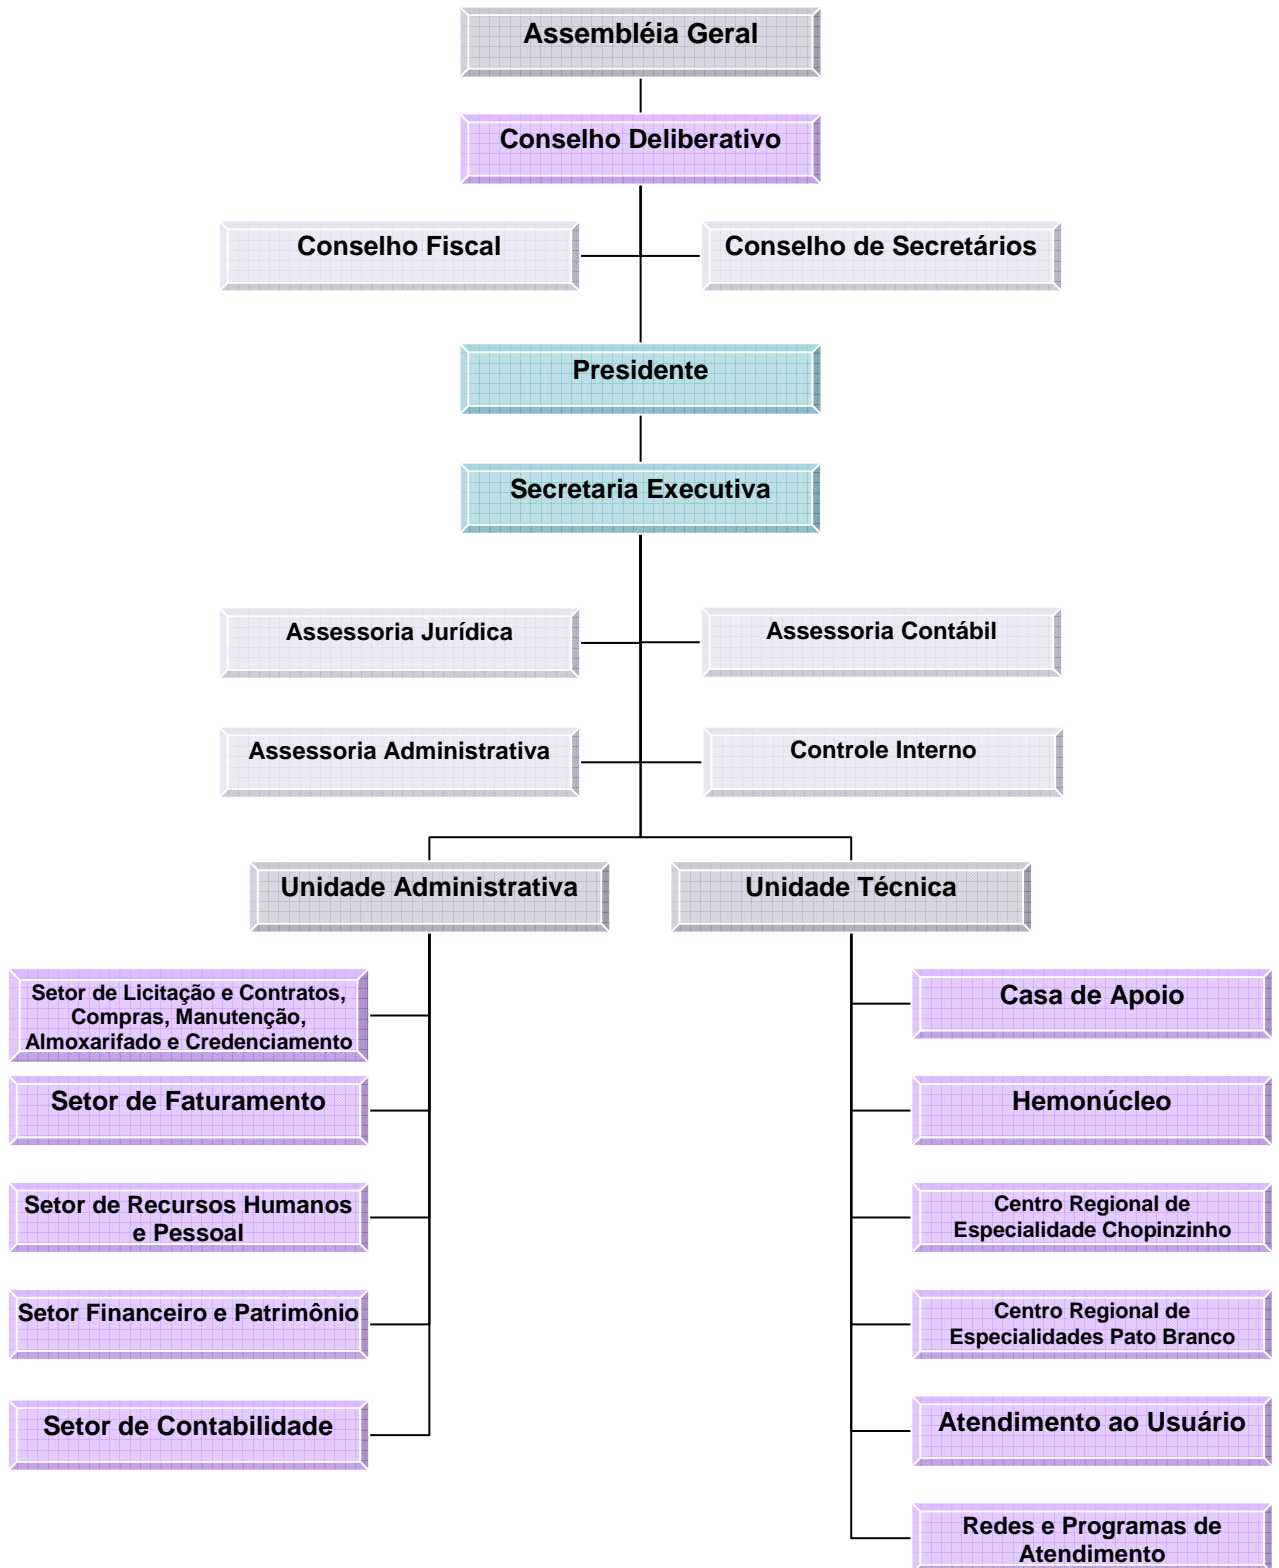 Assembléia Geral
Conselho Deliberativo
Conselho Fiscal
Conselho de Secretários
Presidente
Secretaria Executiva
Assessoria Jurídica
Assessoria Contábil
Assessoria Administrativa
Controle Interno
Unidade Administrativa
Unidade Técnica
Setor de Licitação e Contratos,
Compras, Manutenção,
Almoxarifado e Credenciamento
Setor de Faturamento
Setor de Recursos Humanos
e Pessoal
Setor Financeiro e Patrimônio
Setor de Contabilidade
Casa de Apoio
Hemonúcleo
Centro Regional de
Especialidade Chopinzinho
Centro Regional de
Especialidades Pato Branco
Atendimento ao Usuário
Redes e Programas de
Atendimento